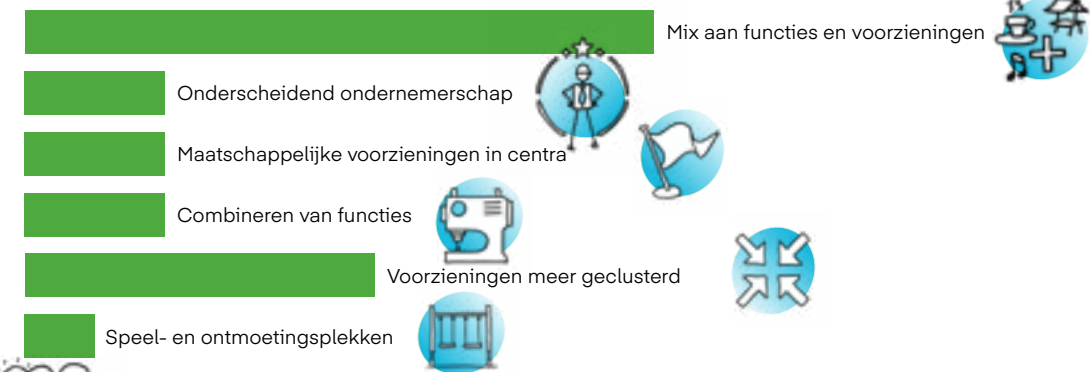 Mix aan functies en voorzieningen
Onderscheidend ondernemerschap
Maatschappelijke voorzieningen in centra
Combineren van functies
Voorzieningen meer geclusterd
Speel- en ontmoetingsplekken